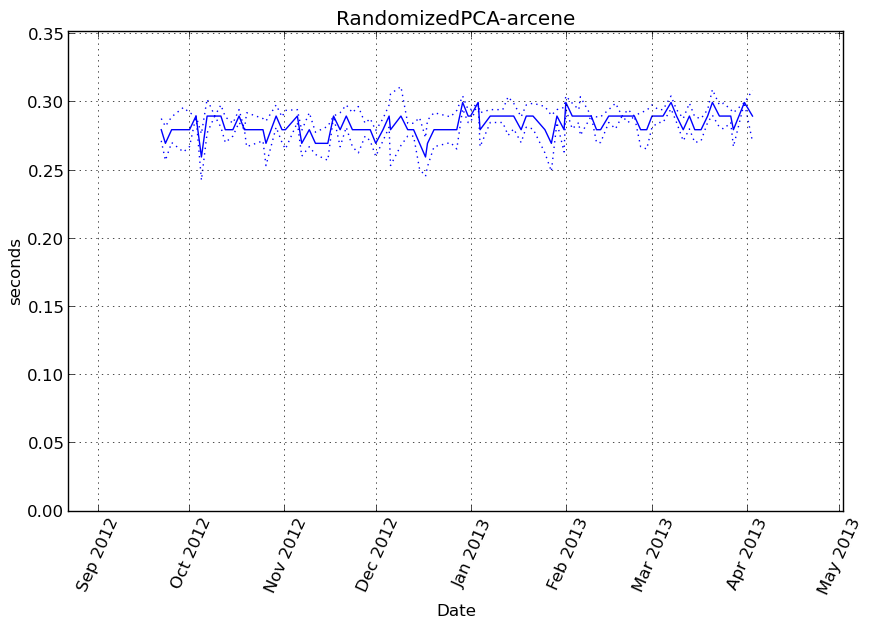 RandomizedPCA-arcene
0.35
0.30
0.25
0.20
0.15
0.10
0.05
0.00
seconds
Sep 2012
Oct 2012
Nov 2012
Dec 2012
Jan 2013
Feb 2013
Mar 2013
Apr 2013
May 2013
Date